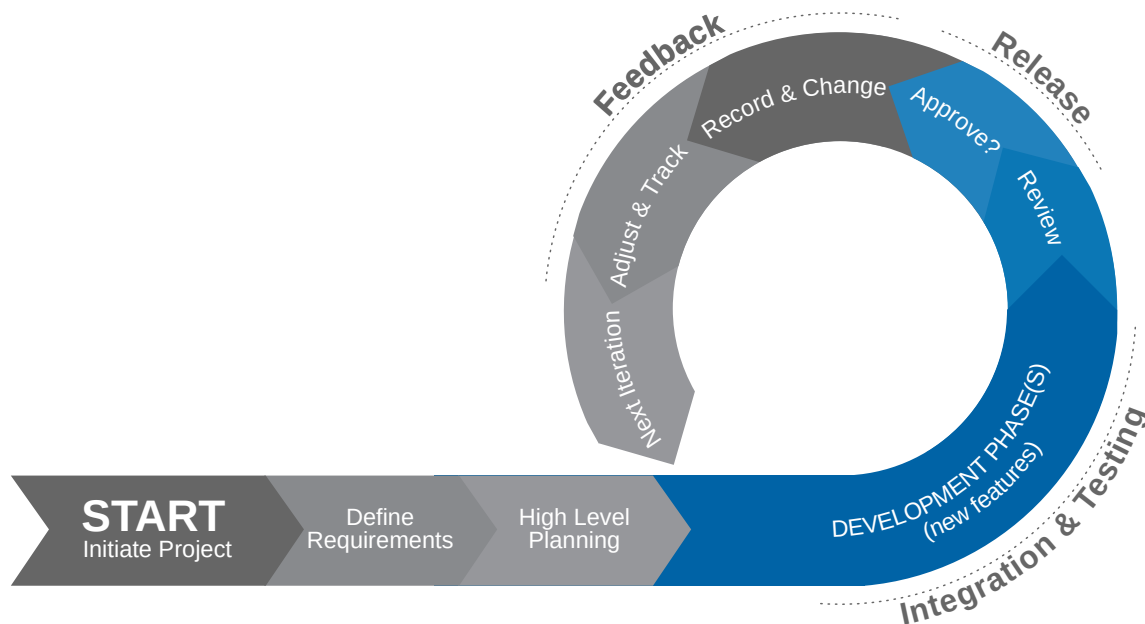 START
Initiate Project
Define
Requirements
High Level
Planning
DEVELOPMENT PHASE(S)
(new features)
Integration & Testing
Review
Approve?
Release
Record & Change
Feedback
Adjust & Track
Next Iteration